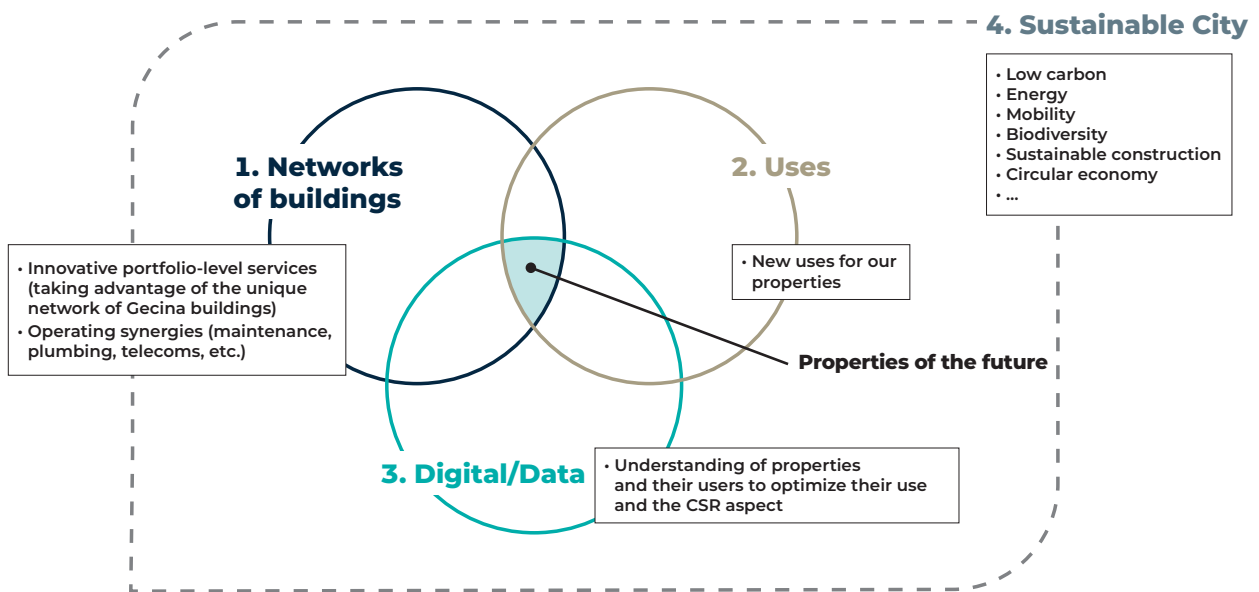 4. Sustainable City
• Low carbon
• Energy
• Mobility
• Biodiversity
• Sustainable construction
• Circular economy
• ...
1. Networks
of buildings
2. Uses
• Innovative portfolio-level services
(taking advantage of the unique
network of Gecina buildings)
• Operating synergies (maintenance,
plumbing, telecoms, etc.)
• New uses for our
properties
Properties of the future
3. Digital/Data
• Understanding of properties
and their users to optimize their use
and the CSR aspect